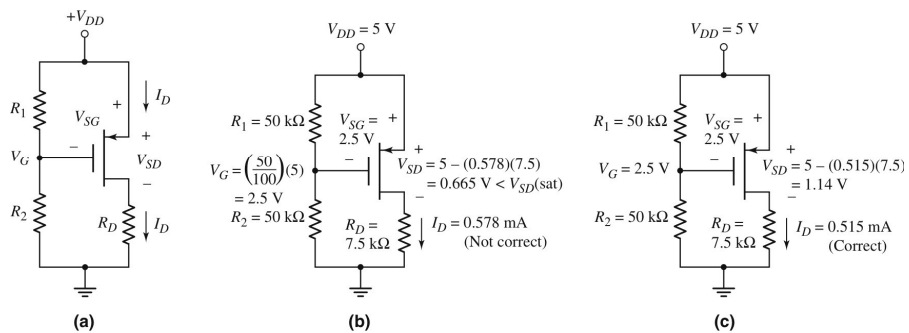 +V_DD
I_D
R_1
V_SG
+
+
V_G
−
V_SD
−
R_2
R_D
I_D
(a)
V_DD = 5 V
R_1 = 50 kΩ
V_SG =
2.5 V
+
+
−
V_G = (50/100)(5)
= 2.5 V
V_SD = 5 − (0.578)(7.5)
= 0.665 V < V_SD(sat)
−
R_2 = 50 kΩ
R_D =
7.5 kΩ
I_D = 0.578 mA
(Not correct)
(b)
V_DD = 5 V
R_1 = 50 kΩ
V_SG =
2.5 V
+
+
−
V_G = 2.5 V
V_SD = 5 − (0.515)(7.5)
= 1.14 V
−
R_2 = 50 kΩ
R_D =
7.5 kΩ
I_D = 0.515 mA
(Correct)
(c)